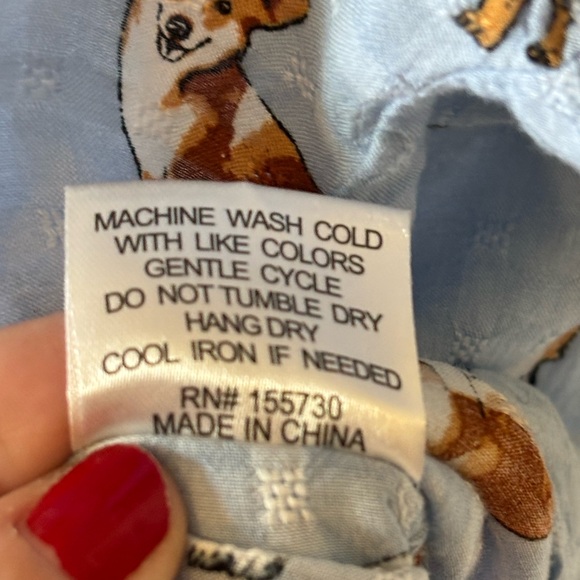 MACHINE WASH COLD
WITH LIKE COLORS
GENTLE CYCLE
DO NOT TUMBLE DRY
HANG DRY
COOL IRON IF NEEDED
RN# 155730
MADE IN CHINA